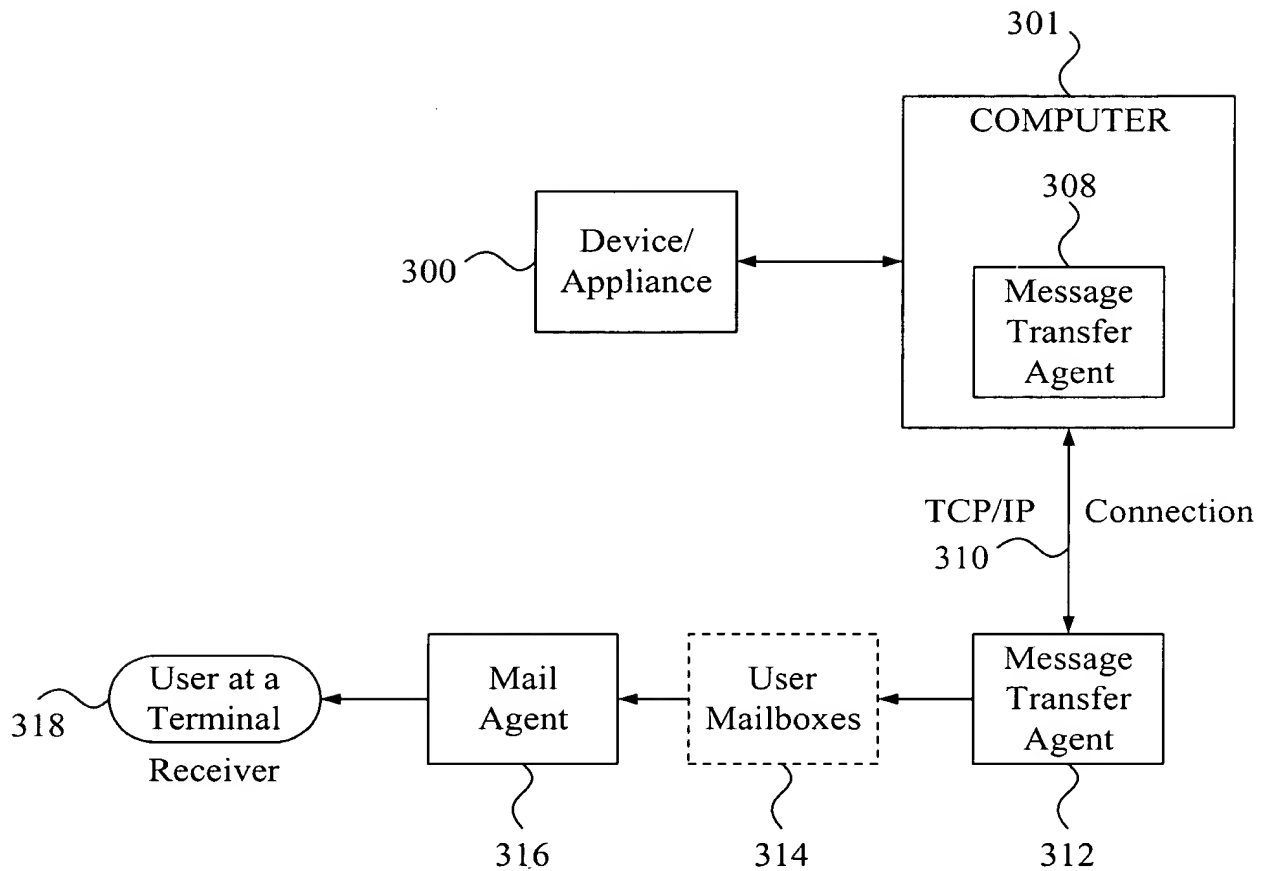 301
COMPUTER
308
Message
Transfer
Agent
300
Device/
Appliance
TCP/IP Connection
310
318
User at a
Terminal
Receiver
Mail
Agent
316
User
Mailboxes
314
Message
Transfer
Agent
312